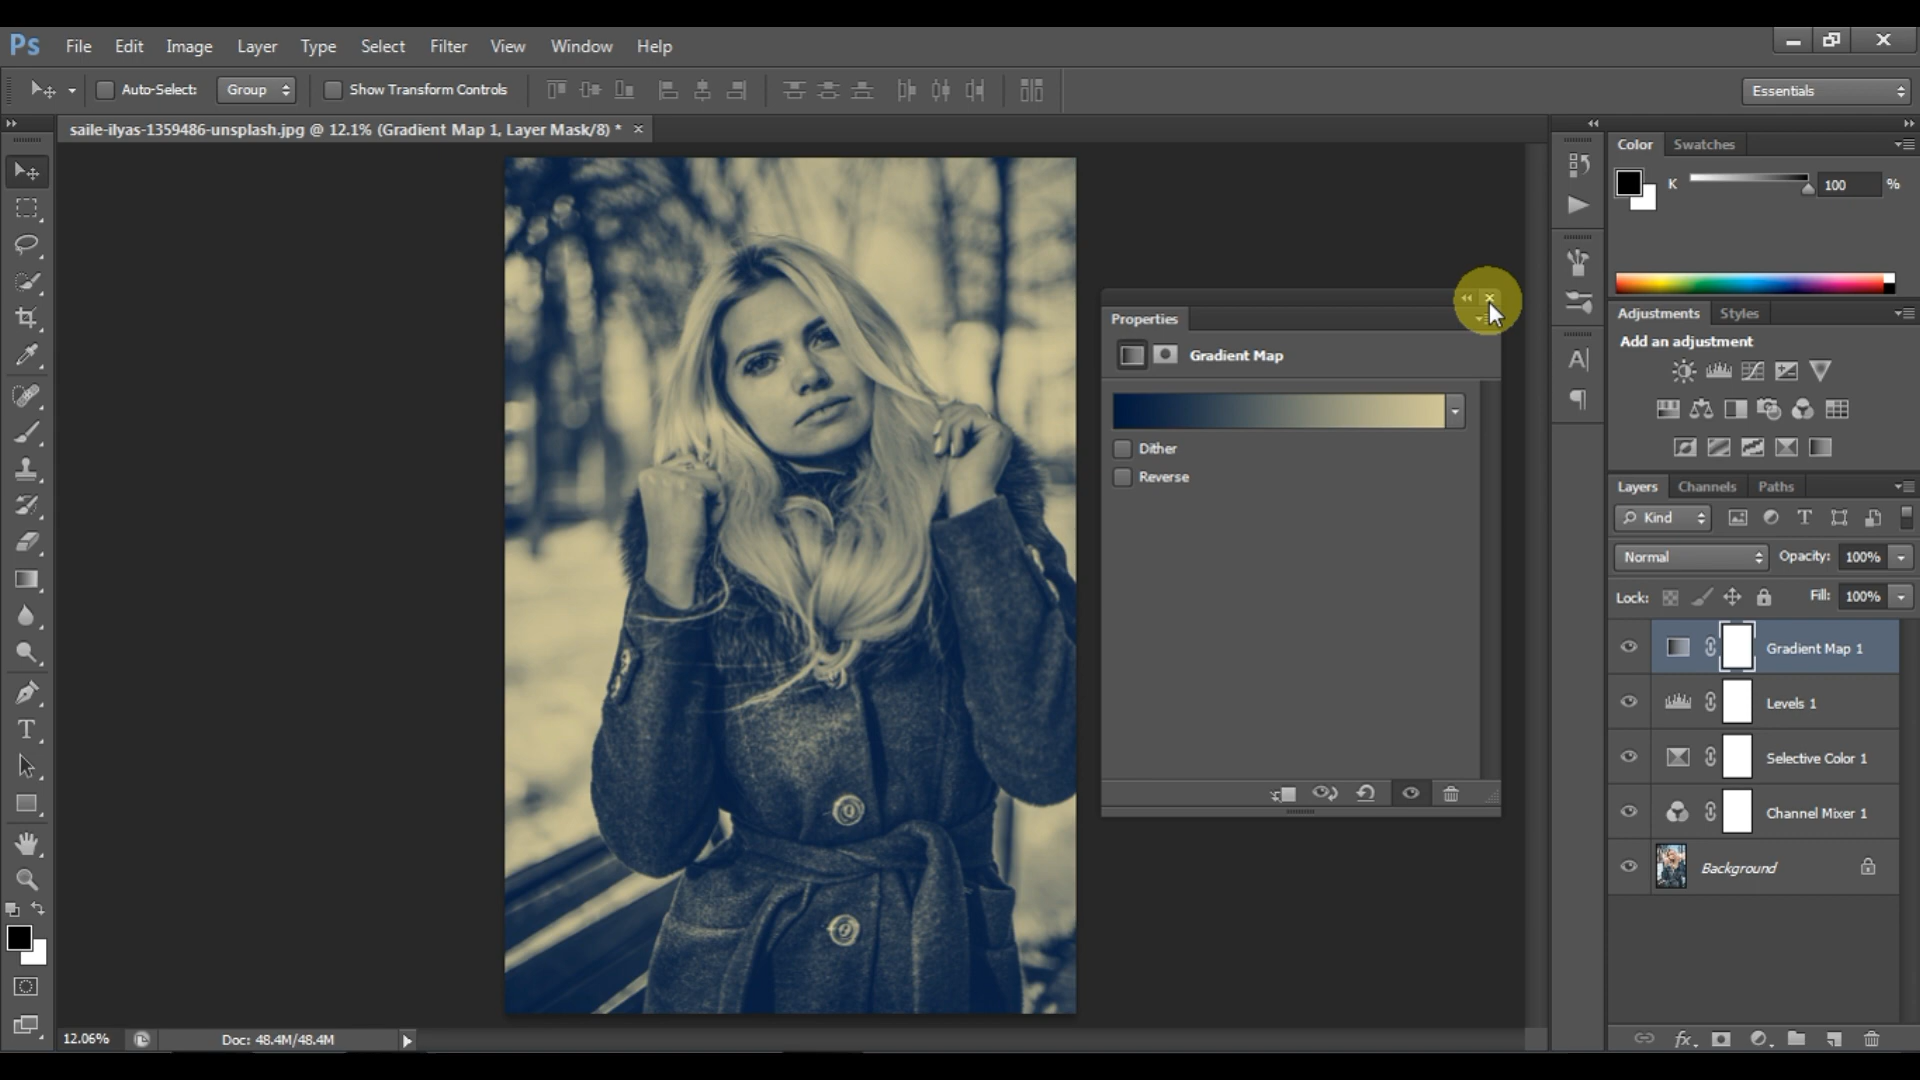 Ps File Edit Image Layer Type Select Filter View Window Help
Auto-Select: Group Show Transform Controls Essentials
saile-ilyas-1359486-unsplash.jpg @ 12.1% (Gradient Map 1, Layer Mask/8) *
Color Swatches
K 100 %
Properties
Gradient Map
Dither
Reverse
Adjustments Styles
Add an adjustment
Layers Channels Paths
Kind
Normal Opacity: 100%
Lock: Fill: 100%
Gradient Map 1
Levels 1
Selective Color 1
Channel Mixer 1
Background
12.06% Doc: 48.4M/48.4M